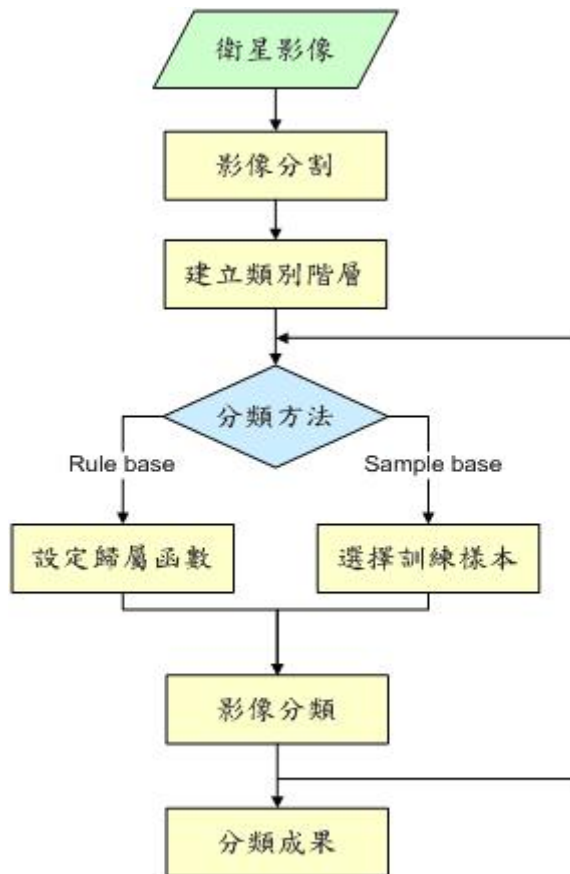 衛星影像
影像分割
建立類別階層
分類方法
Rule base
Sample base
設定歸屬函數
選擇訓練樣本
影像分類
分類成果